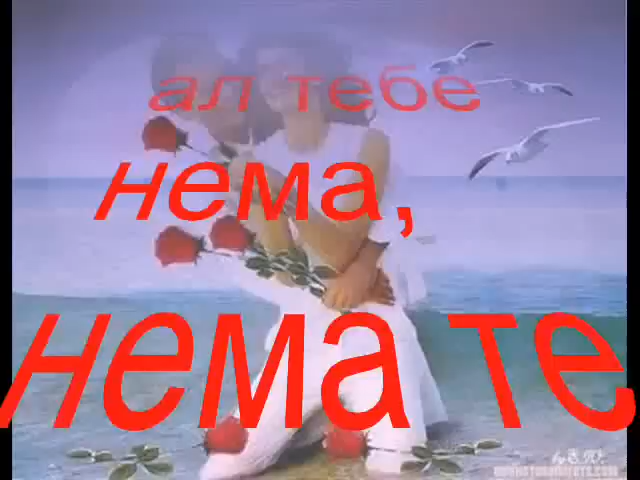 ал тебе
нема,
нема те